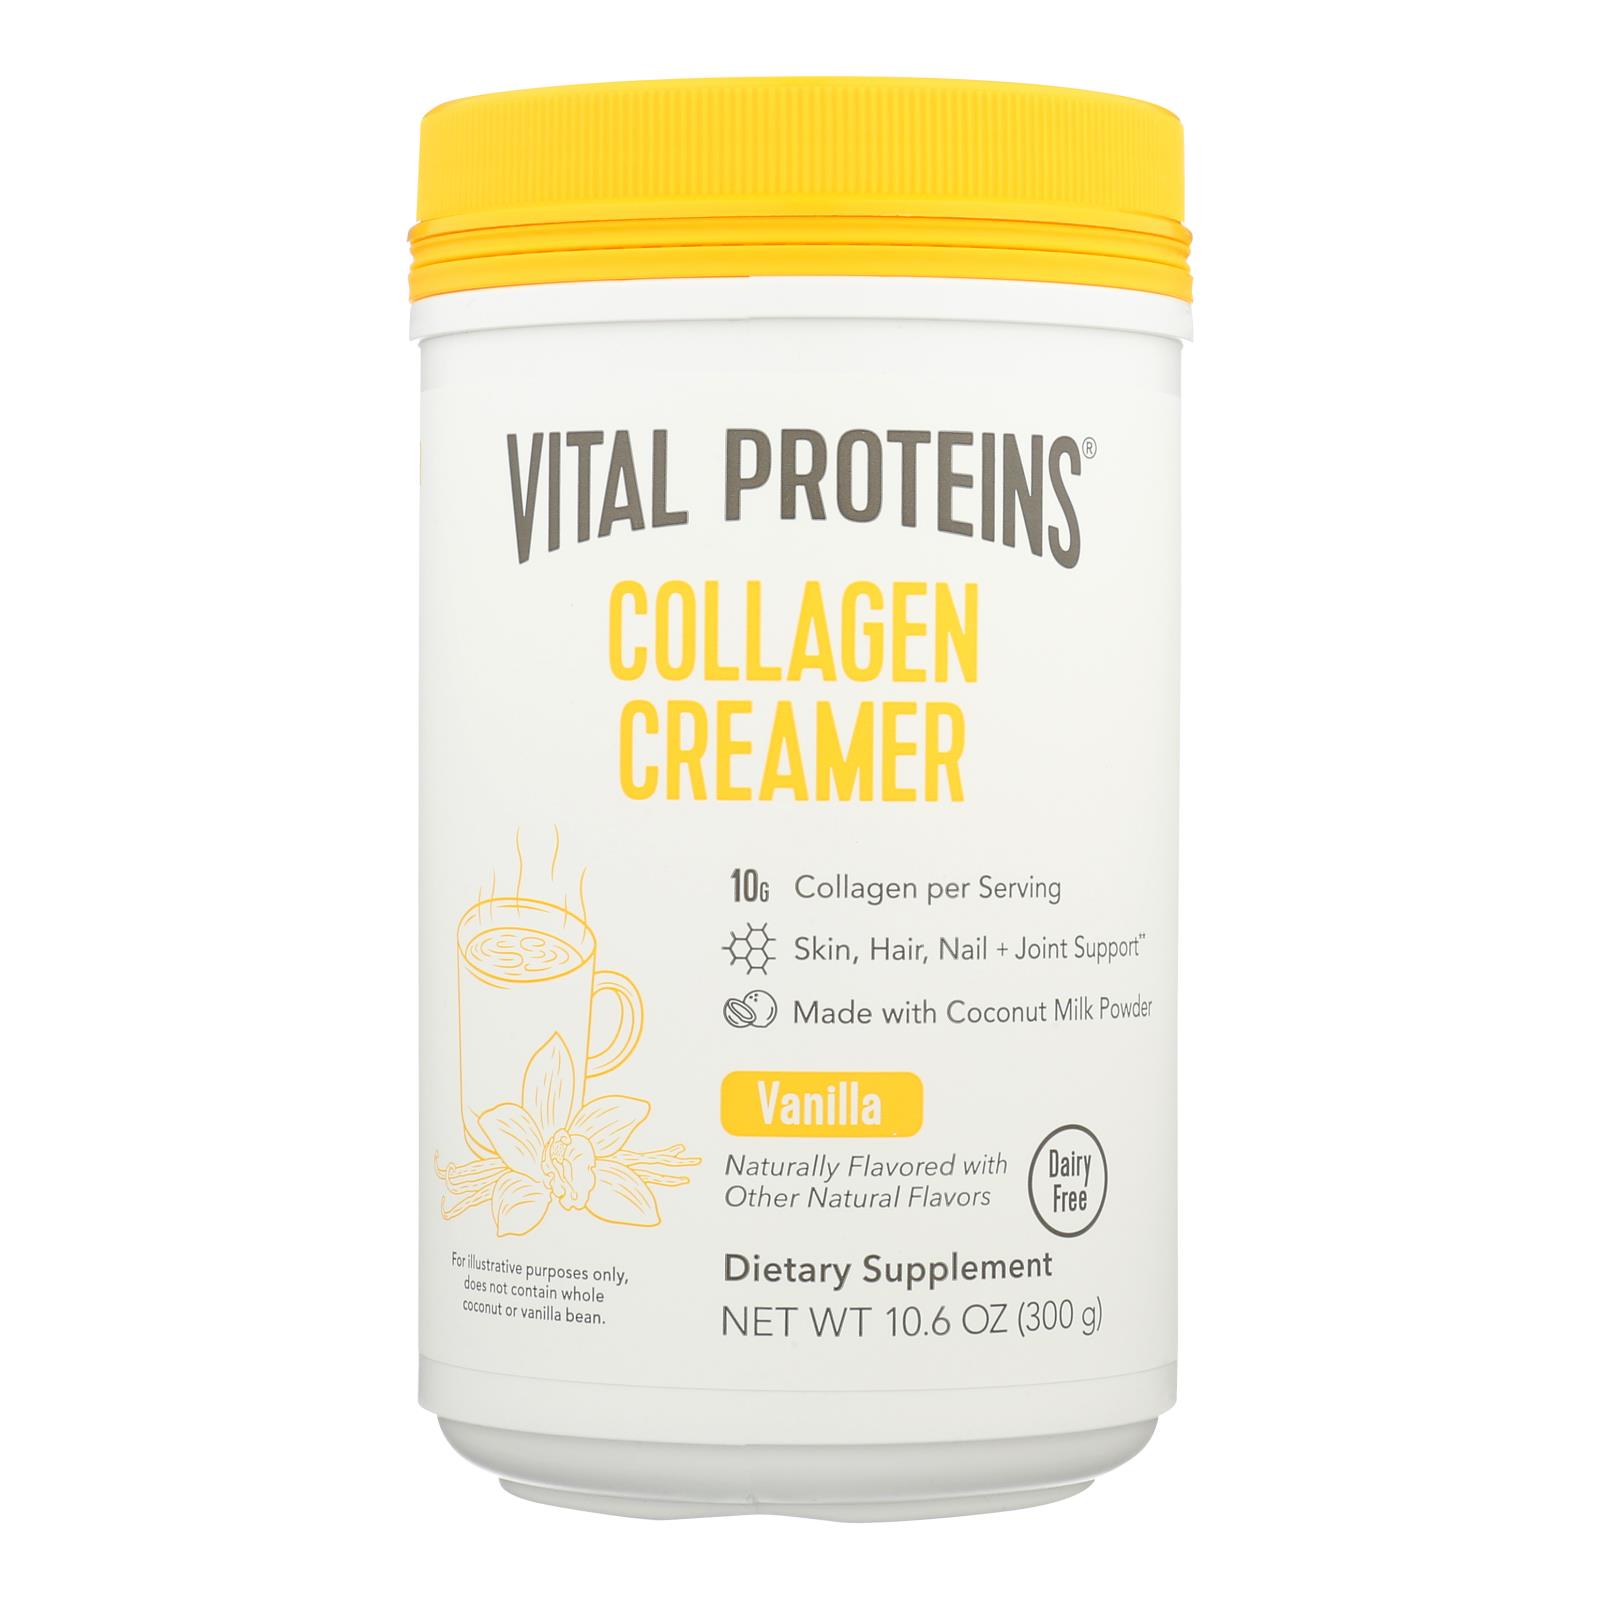 VITAL PROTEINS®
COLLAGEN
CREAMER
10G Collagen per Serving
Skin, Hair, Nail + Joint Support**
Made with Coconut Milk Powder
Vanilla
Naturally Flavored with
Other Natural Flavors
Dairy
Free
For illustrative purposes only,
does not contain whole
coconut or vanilla bean.
Dietary Supplement
NET WT 10.6 OZ (300 g)